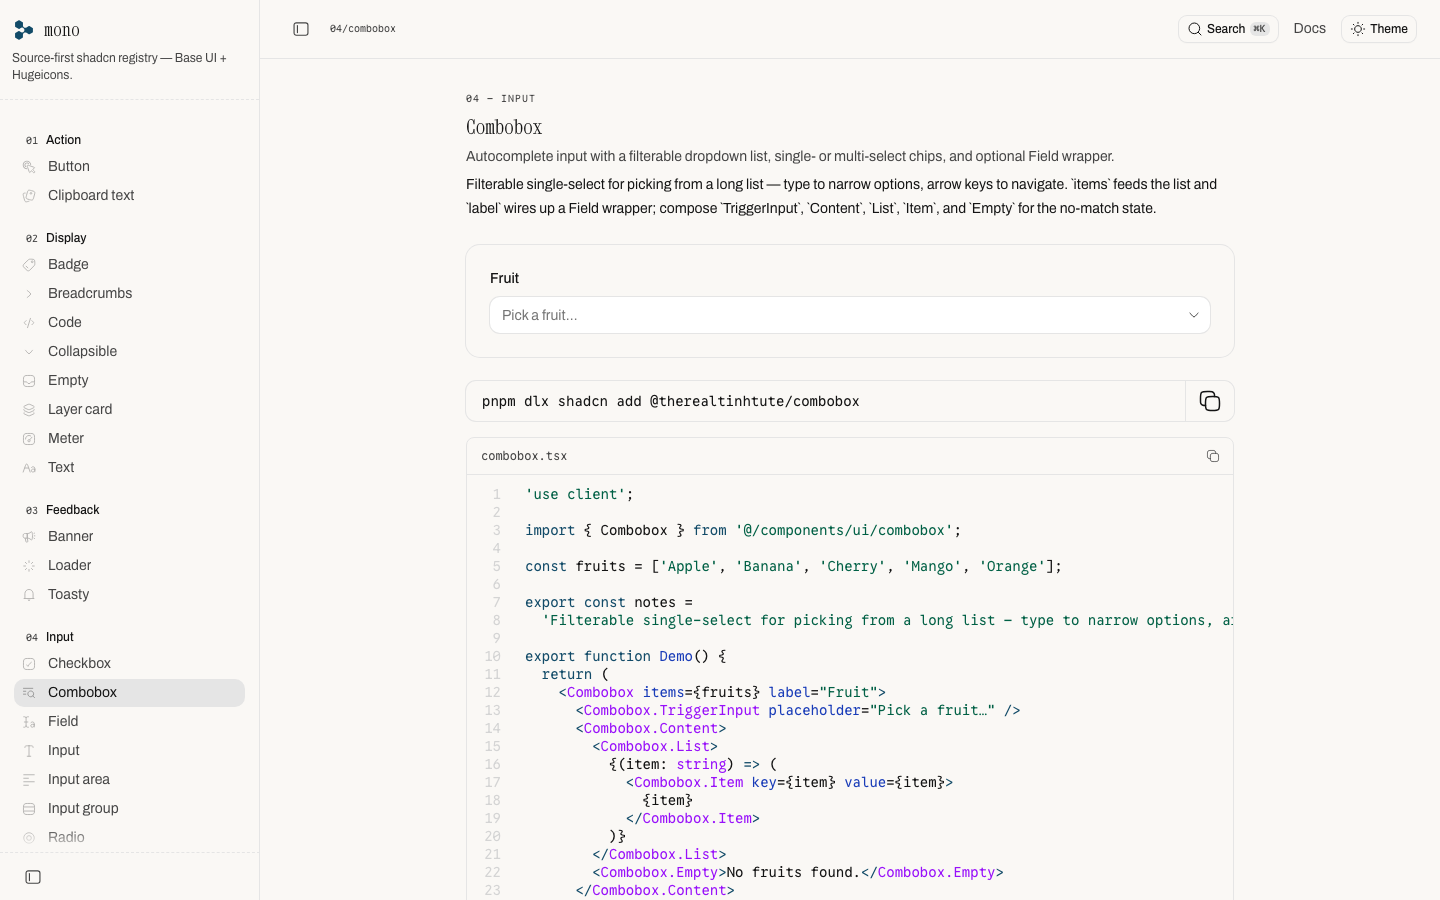 mono
Source-first shadcn registry — Base UI +
Hugeicons.
01 Action
Button
Clipboard text
02 Display
Badge
Breadcrumbs
Code
Collapsible
Empty
Layer card
Meter
Text
03 Feedback
Banner
Loader
Toasty
04 Input
Checkbox
Combobox
Field
Input
Input area
Input group
Radio
04/combobox
Search ⌘K
Docs
Theme
04 — INPUT
Combobox
Autocomplete input with a filterable dropdown list, single- or multi-select chips, and optional Field wrapper.
Filterable single-select for picking from a long list — type to narrow options, arrow keys to navigate. `items` feeds the list and
`label` wires up a Field wrapper; compose `TriggerInput`, `Content`, `List`, `Item`, and `Empty` for the no-match state.
Fruit
Pick a fruit…
pnpm dlx shadcn add @therealtinhtute/combobox
combobox.tsx
1 'use client';
2
3 import { Combobox } from '@/components/ui/combobox';
4
5 const fruits = ['Apple', 'Banana', 'Cherry', 'Mango', 'Orange'];
6
7 export const notes =
8 'Filterable single-select for picking from a long list — type to narrow options,
9
10 export function Demo() {
11 return (
12 <Combobox items={fruits} label="Fruit">
13 <Combobox.TriggerInput placeholder="Pick a fruit…" />
14 <Combobox.Content>
15 <Combobox.List>
16 {(item: string) => (
17 <Combobox.Item key={item} value={item}>
18 {item}
19 </Combobox.Item>
20 )}
21 </Combobox.List>
22 <Combobox.Empty>No fruits found.</Combobox.Empty>
23 </Combobox.Content>